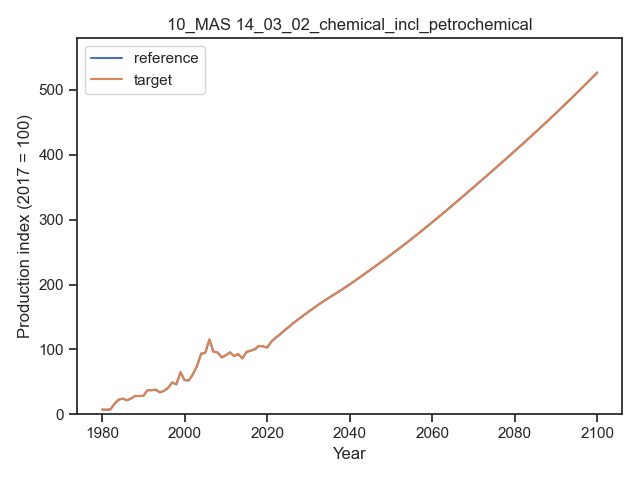 10_MAS 14_03_02_chemical_incl_petrochemical
reference
target
Production index (2017 = 100)
500
400
300
200
100
0
1980
2000
2020
2040
2060
2080
2100
Year